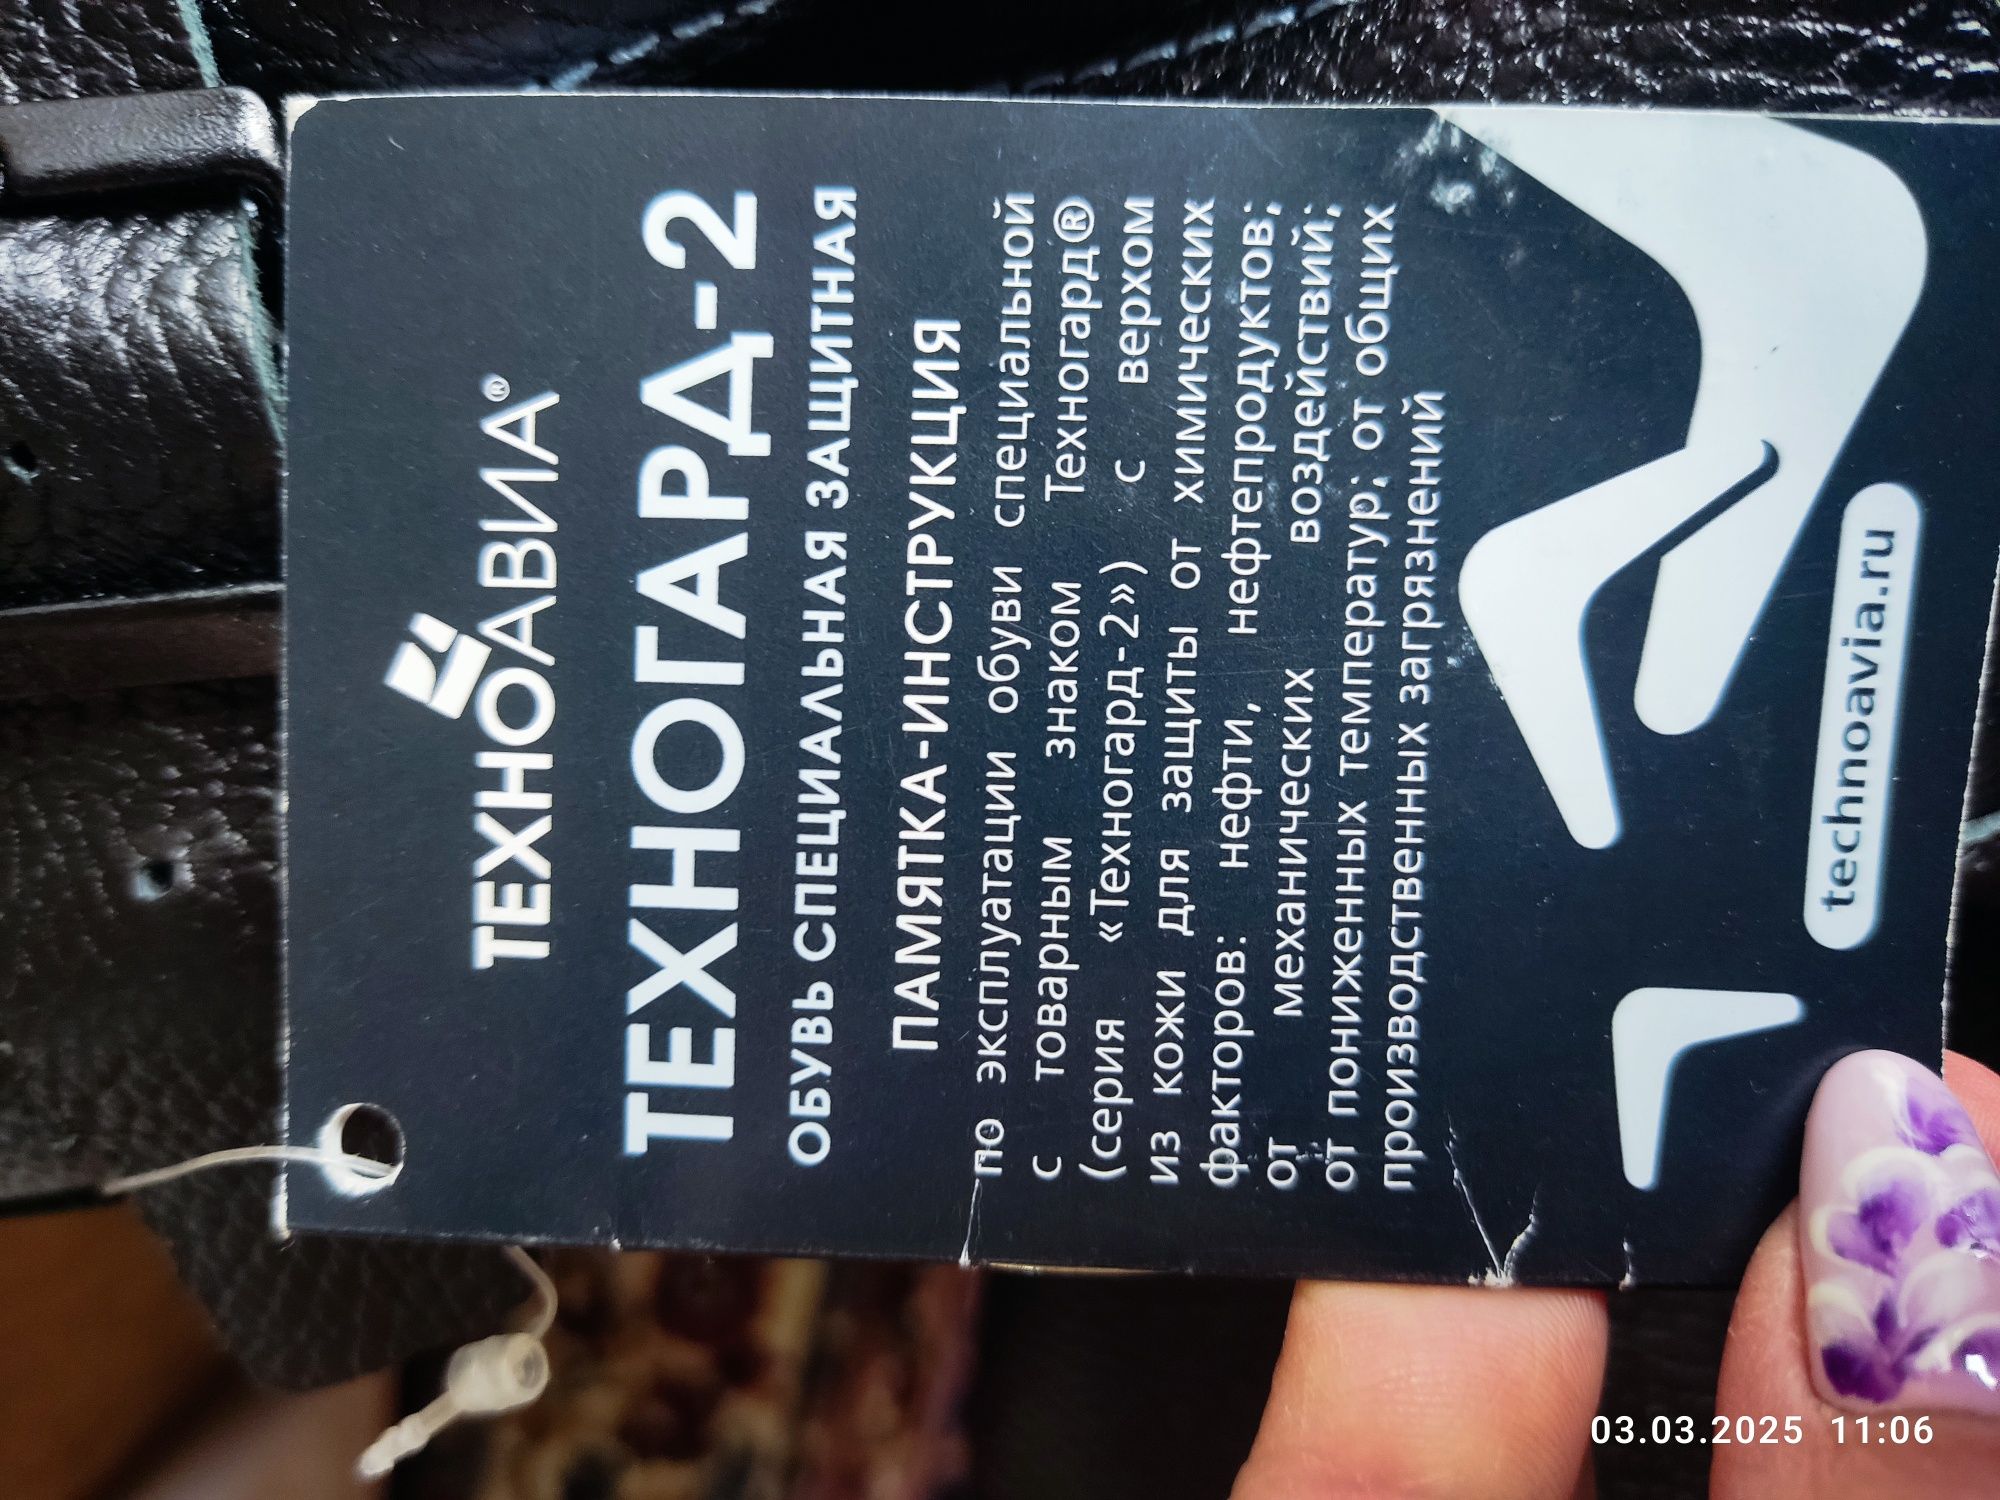 ТЕХНОАВИА®
ТЕХНОГАРД-2
ОБУВЬ СПЕЦИАЛЬНАЯ ЗАЩИТНАЯ
ПАМЯТКА-ИНСТРУКЦИЯ
по эксплуатации обуви специальной
с товарным знаком Техногард®
(серия «Техногард-2») с верхом
из кожи для защиты от химических
факторов: нефти, нефтепродуктов;
от механических воздействий;
от пониженных температур; от общих
производственных загрязнений
technoavia.ru
03.03.2025 11:06